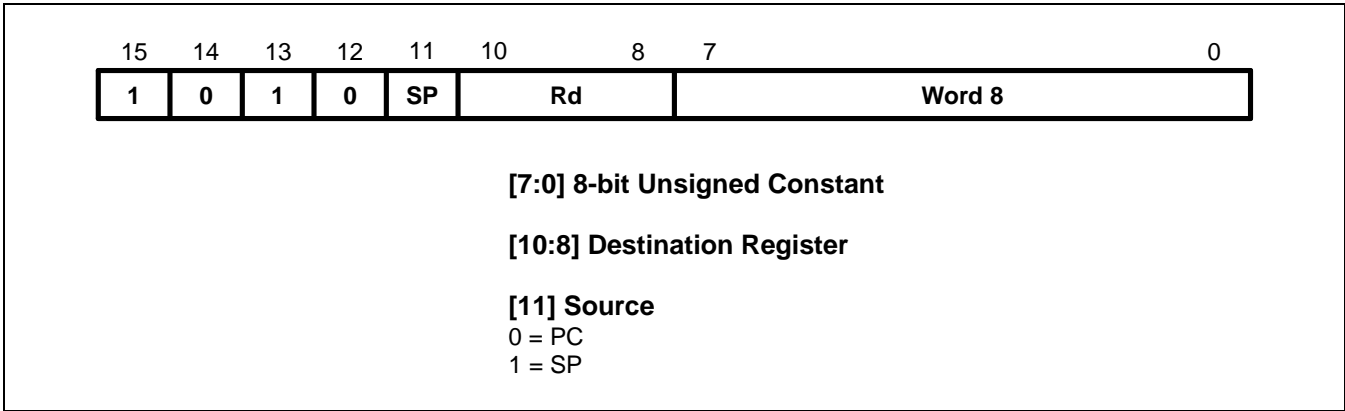 15 14 13 12 11 10 8 7 0
1 0 1 0 SP Rd Word 8
[7:0] 8-bit Unsigned Constant
[10:8] Destination Register
[11] Source
0 = PC
1 = SP